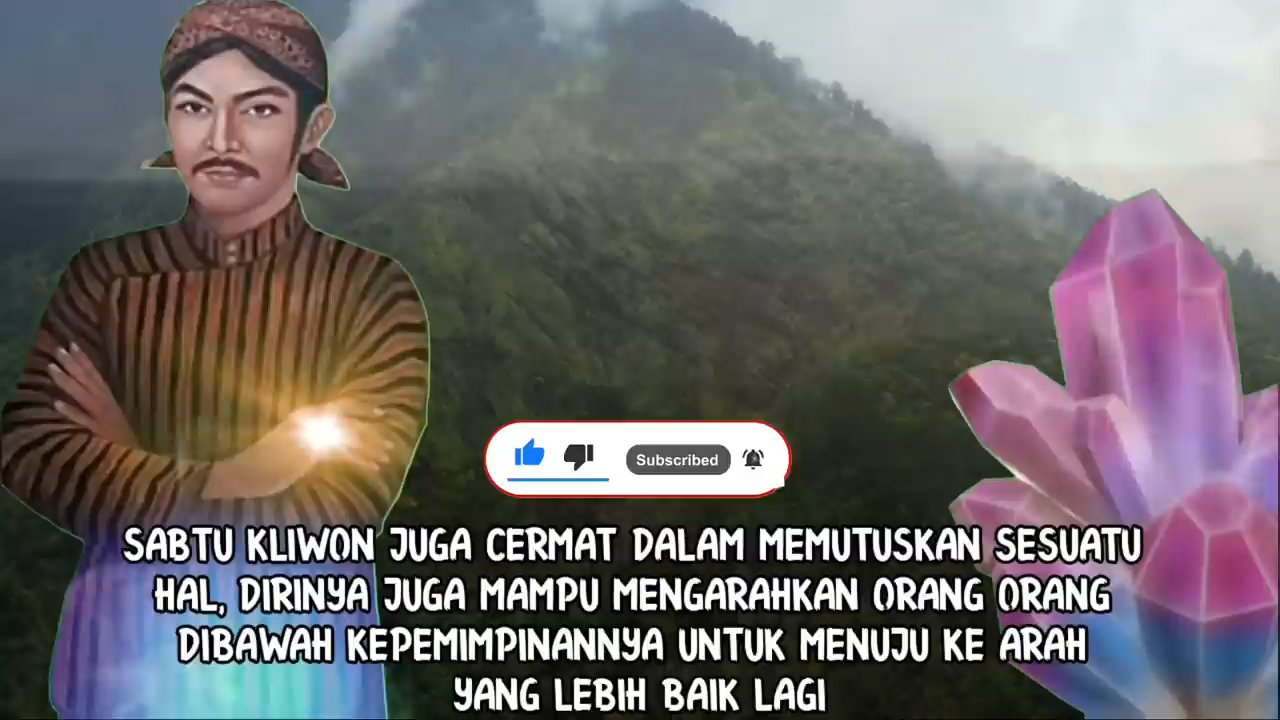 Subscribed
SABTU KLIWON JUGA CERMAT DALAM MEMUTUSKAN SESUATU
HAL, DIRINYA JUGA MAMPU MENGARAHKAN ORANG ORANG
DIBAWAH KEPEMIMPINANNYA UNTUK MENUJU KE ARAH
YANG LEBIH BAIK LAGI